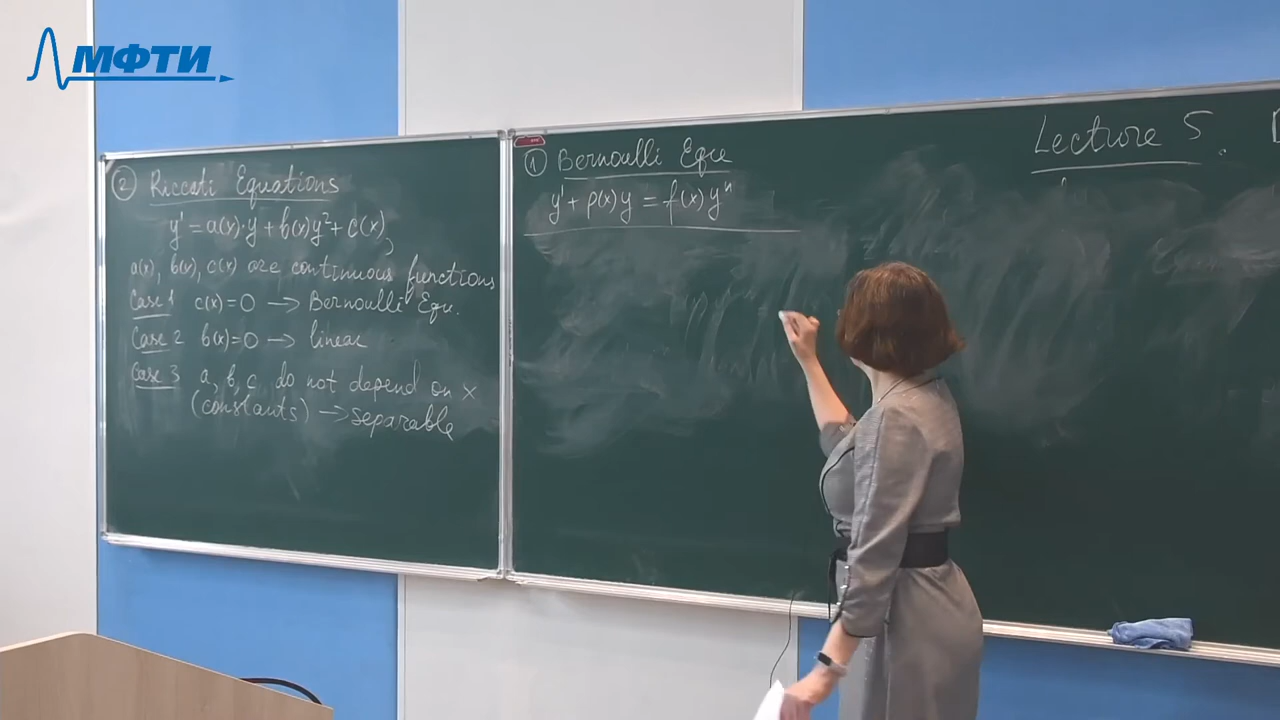 МФТИ
② Riccati Equations
y' = a(x)·y + b(x)y² + c(x),
a(x), b(x), c(x) are continuous functions
Case 1 c(x) = 0 → Bernoulli Equ.
Case 2 b(x) = 0 → linear
Case 3 a, b, c do not depend on x
(constants) → separable
① Bernoulli Equ
y' + p(x)y = f(x)yⁿ
Lecture 5.